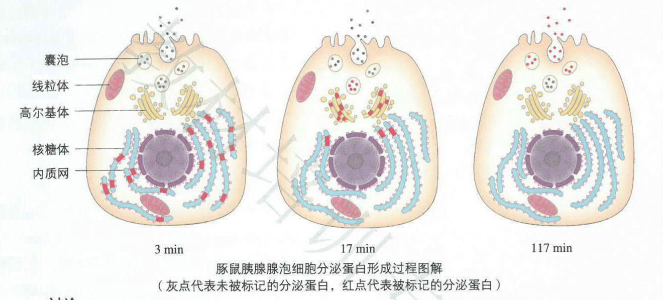 囊泡
线粒体
高尔基体
核糖体
内质网
3 min
17 min
117 min
豚鼠胰腺腺泡细胞分泌蛋白形成过程图解
（灰点代表未被标记的分泌蛋白，红点代表被标记的分泌蛋白）